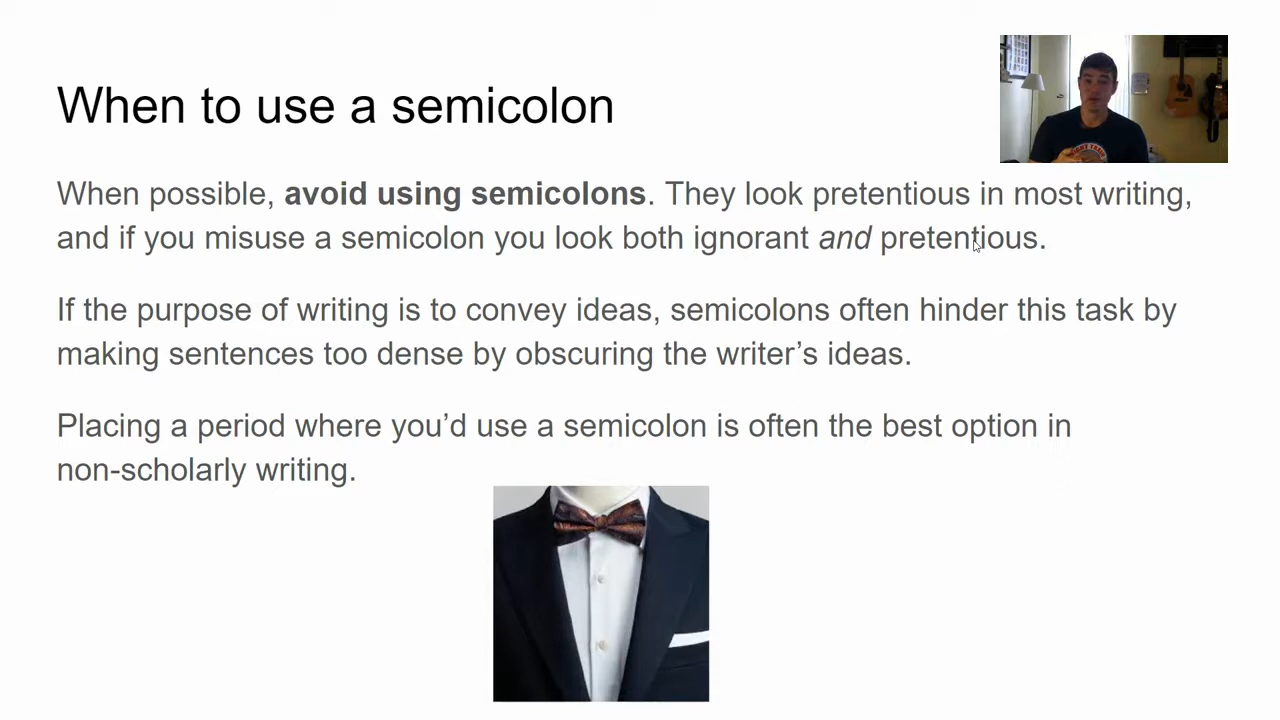 When to use a semicolon
When possible, avoid using semicolons. They look pretentious in most writing,
and if you misuse a semicolon you look both ignorant and pretentious.
If the purpose of writing is to convey ideas, semicolons often hinder this task by
making sentences too dense by obscuring the writer’s ideas.
Placing a period where you’d use a semicolon is often the best option in
non-scholarly writing.